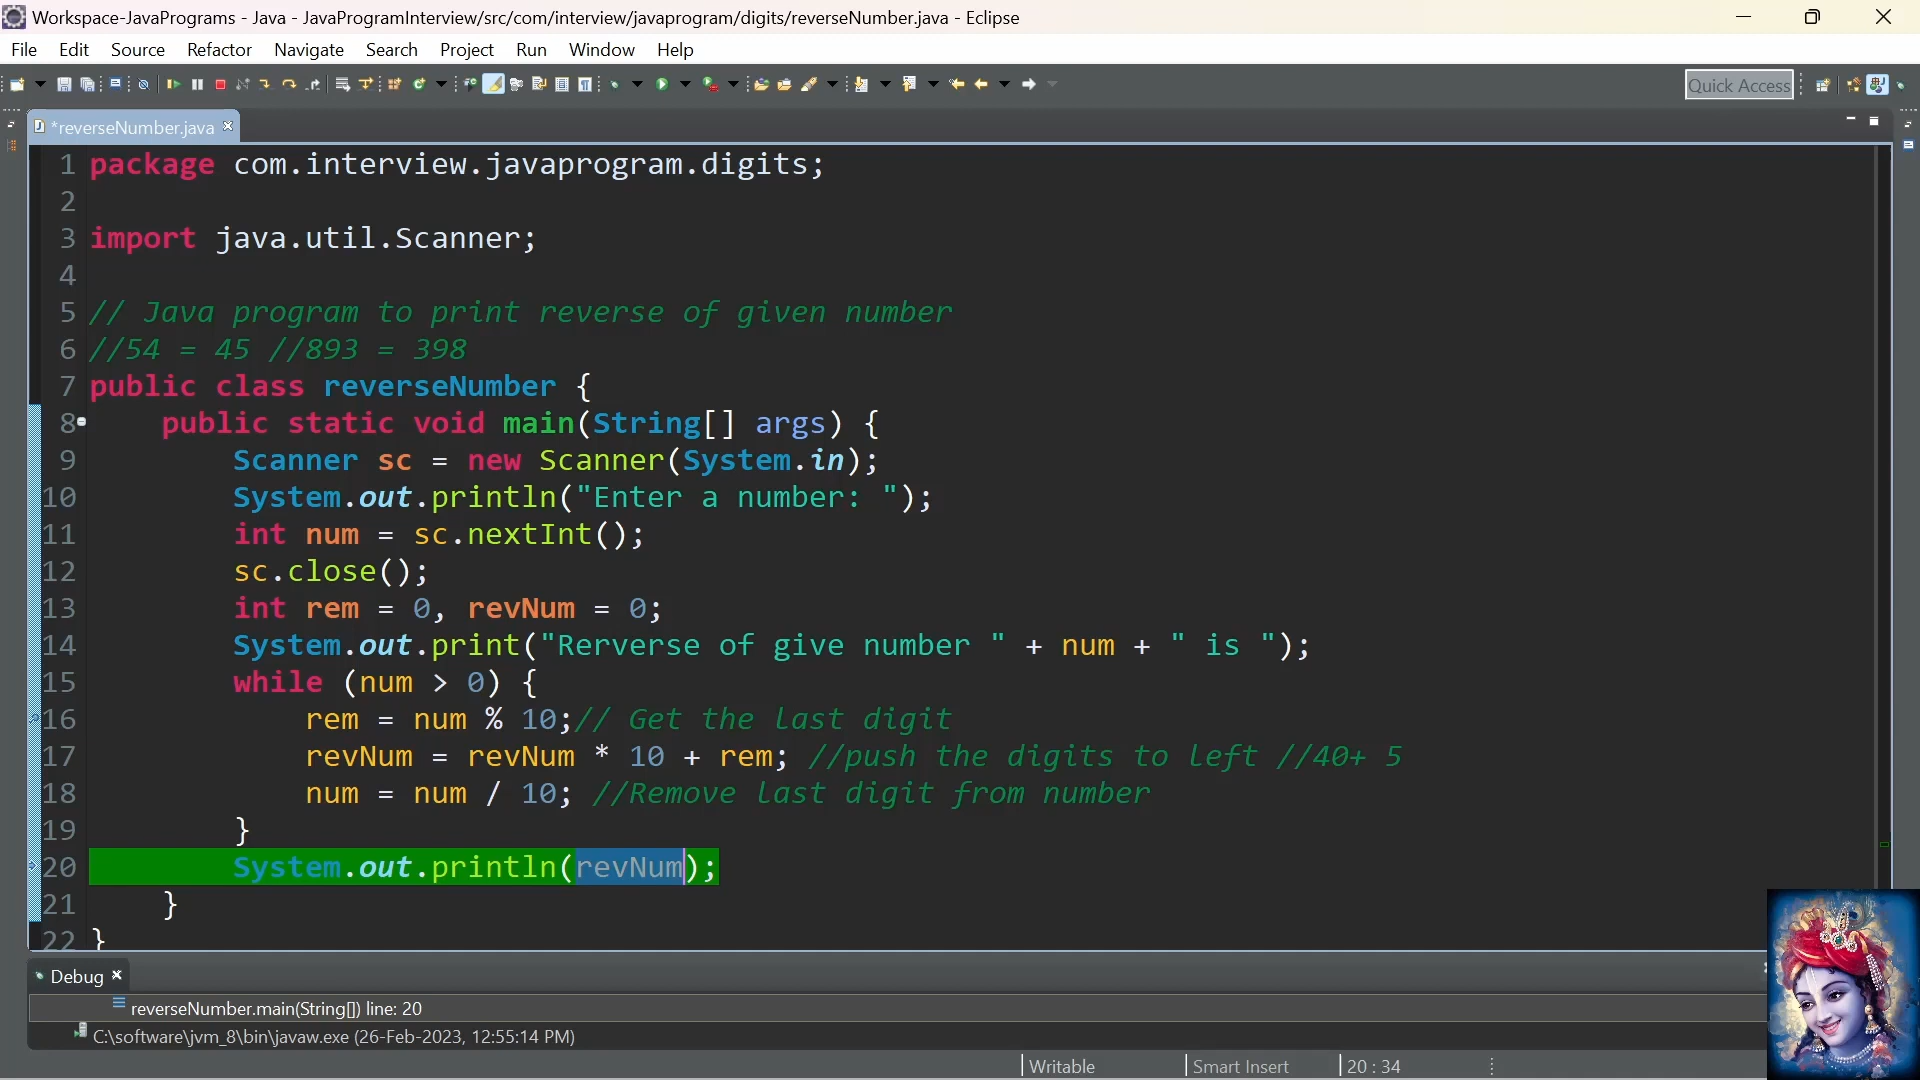 Workspace-JavaPrograms - Java - JavaProgramInterview/src/com/interview/javaprogram/digits/reverseNumber.java - Eclipse
File Edit Source Refactor Navigate Search Project Run Window Help
Quick Access
*reverseNumber.java
1 package com.interview.javaprogram.digits;
2
3 import java.util.Scanner;
4
5 // Java program to print reverse of given number
6 //54 = 45 //893 = 398
7 public class reverseNumber {
8 public static void main(String[] args) {
9 Scanner sc = new Scanner(System.in);
10 System.out.println("Enter a number: ");
11 int num = sc.nextInt();
12 sc.close();
13 int rem = 0, revNum = 0;
14 System.out.print("Rerverse of give number " + num + " is ");
15 while (num > 0) {
16 rem = num % 10;// Get the last digit
17 revNum = revNum * 10 + rem; //push the digits to left //40+ 5
18 num = num / 10; //Remove last digit from number
19 }
20 System.out.println(revNum);
21 }
22 }
Debug
reverseNumber.main(String[]) line: 20
C:\software\jvm_8\bin\javaw.exe (26-Feb-2023, 12:55:14 PM)
Writable Smart Insert 20 : 34